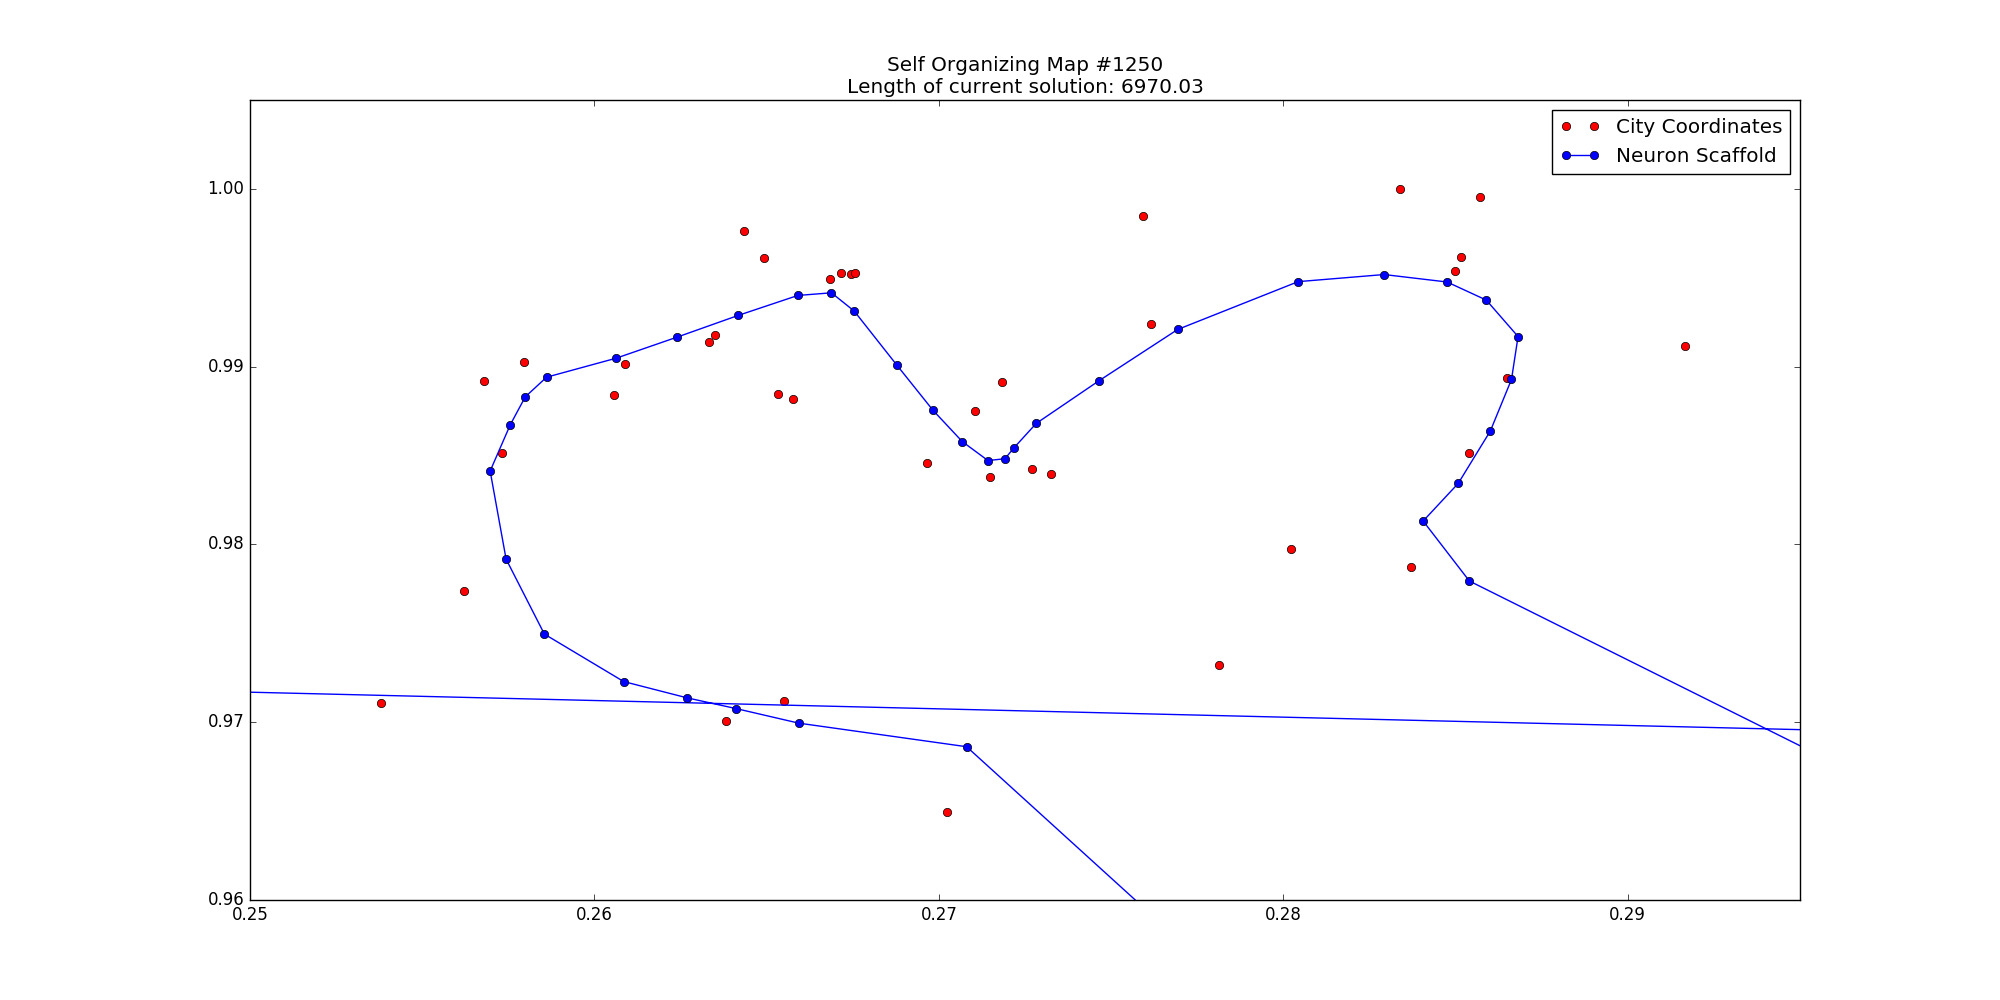 Self Organizing Map #1250
Length of current solution: 6970.03
City Coordinates
Neuron Scaffold
1.00
0.99
0.98
0.97
0.96
0.25 0.26 0.27 0.28 0.29